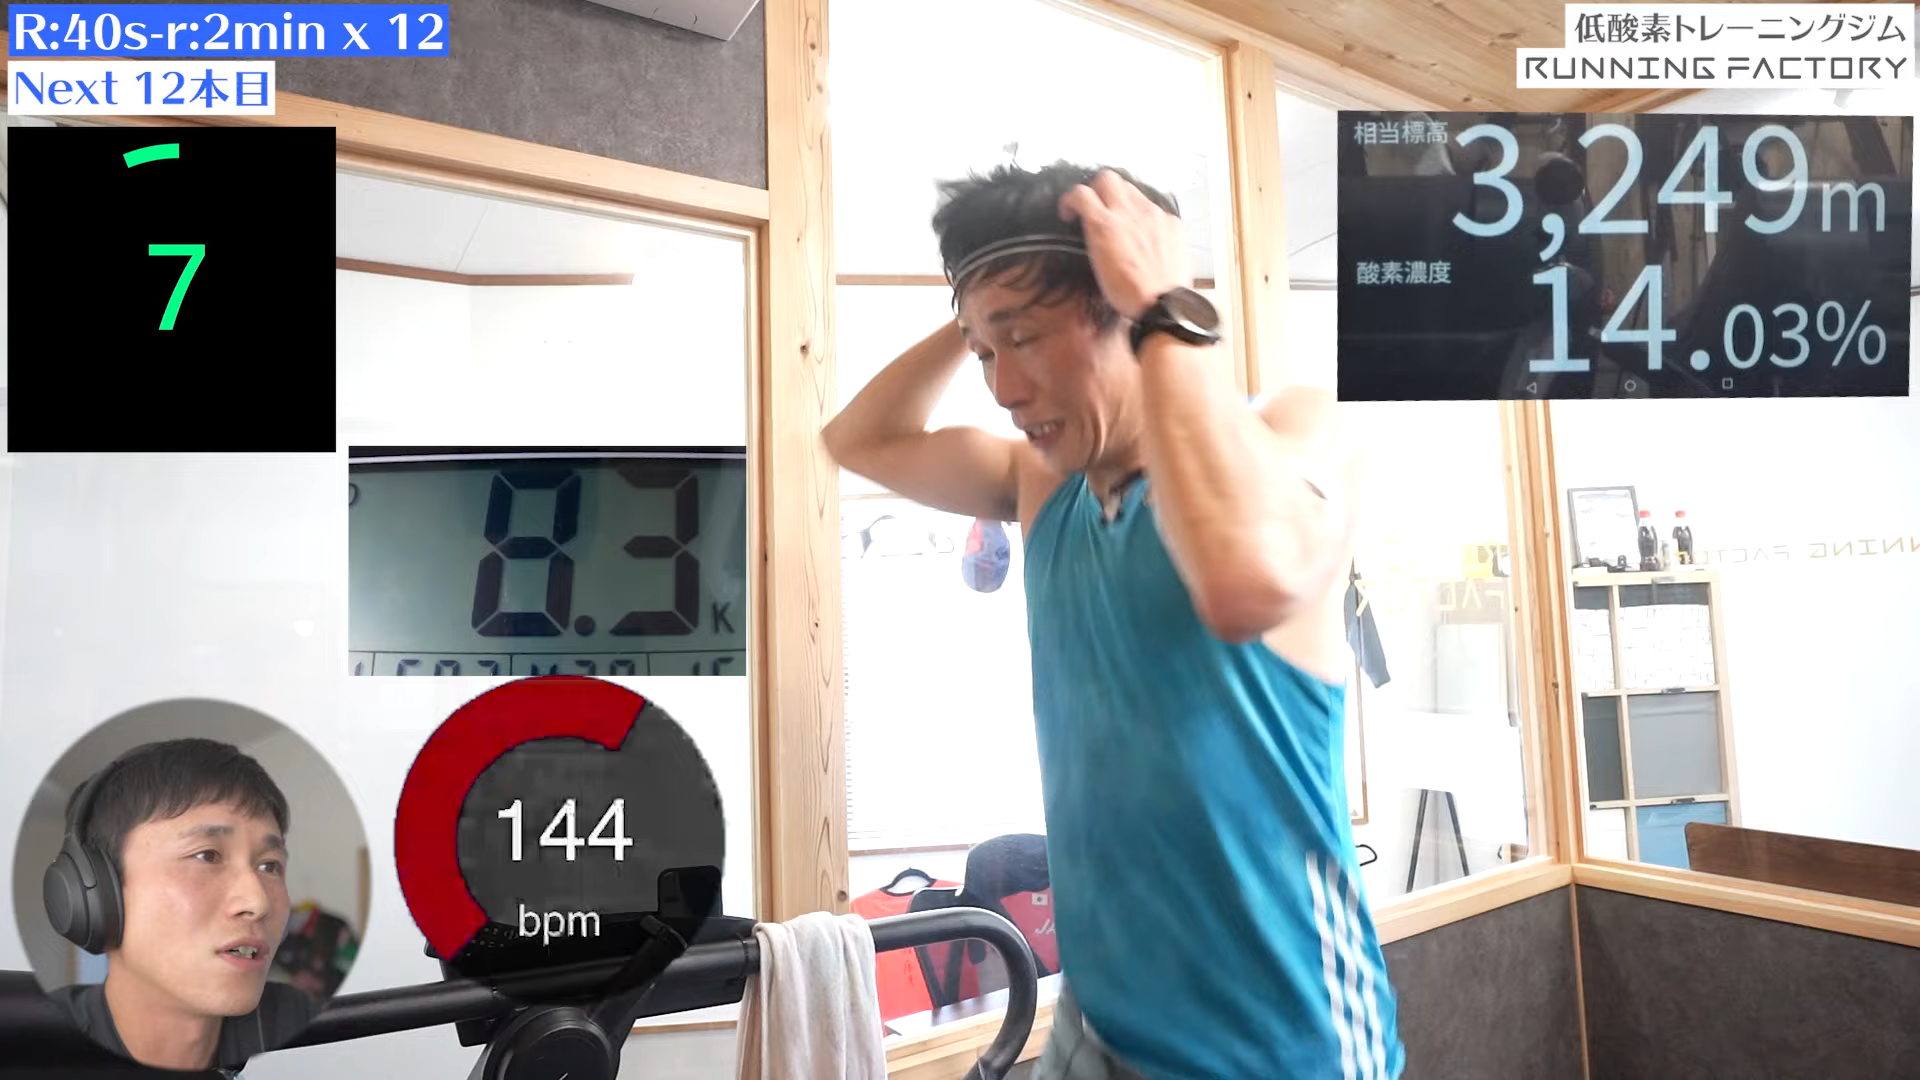 R:40s-r:2min x 12
Next 12本目
低酸素トレーニングジム
RUNNING FACTORY
7
相当標高
3,249m
酸素濃度
14.03%
8.3 K
144
bpm